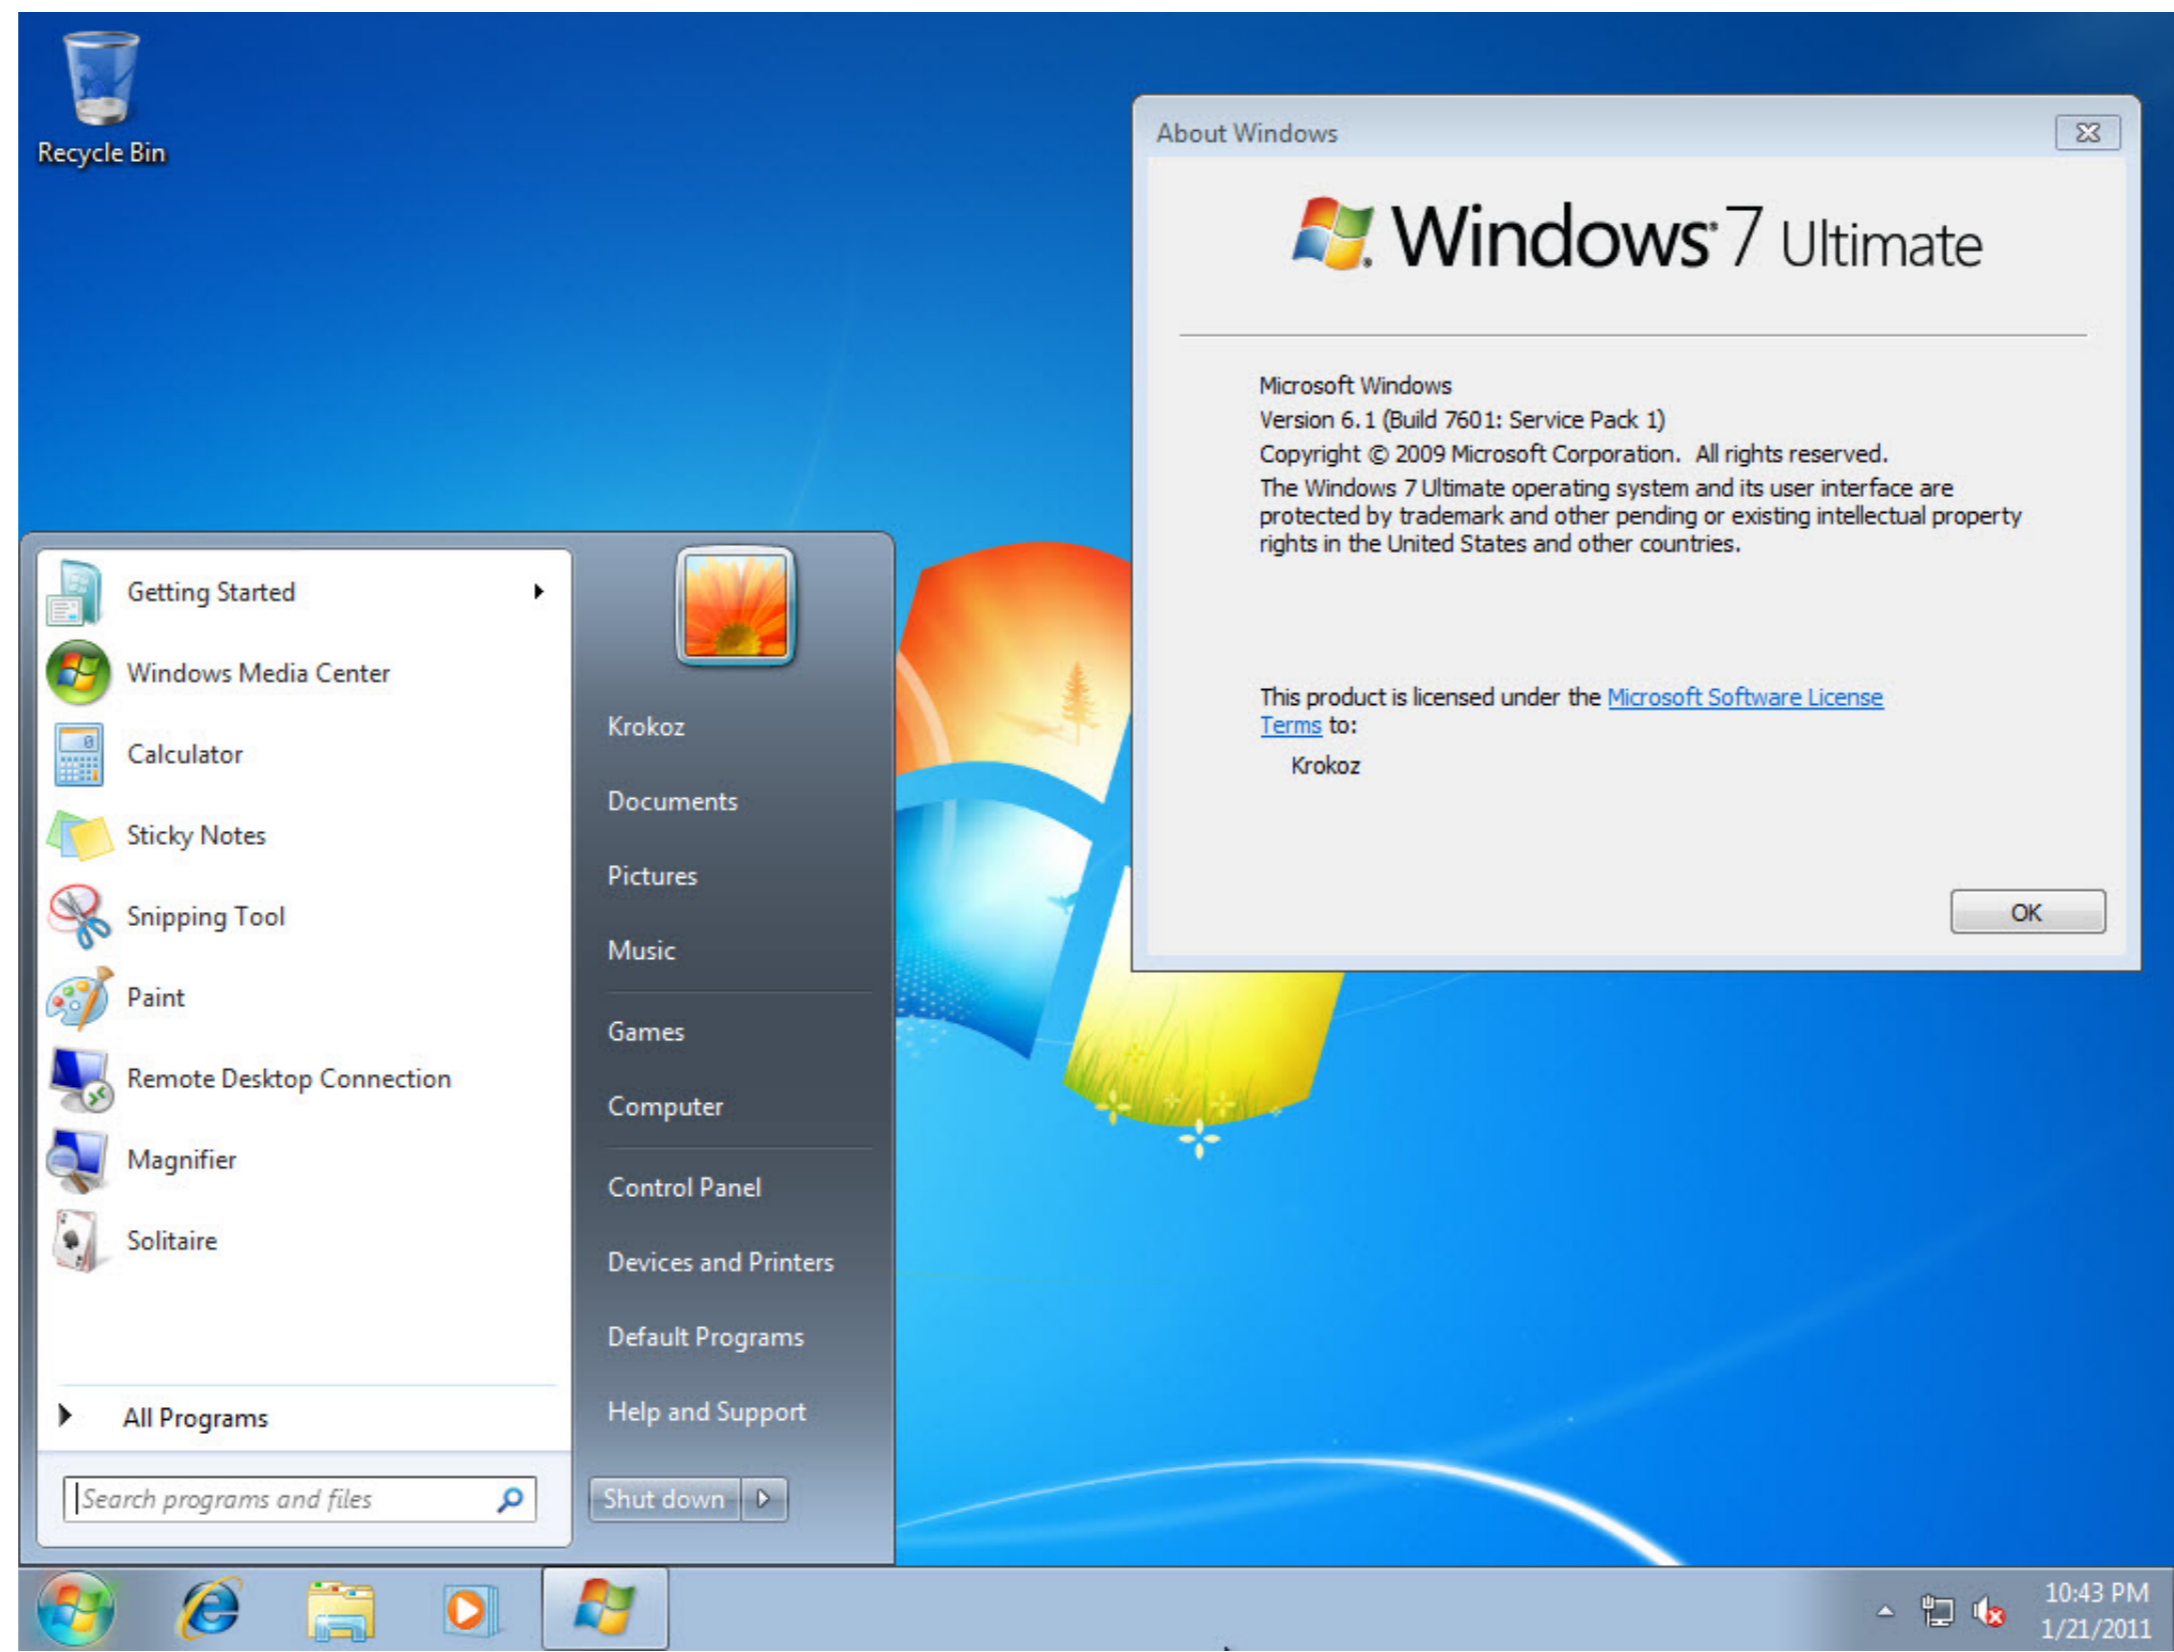 Recycle Bin
About Windows
Windows 7 Ultimate
Microsoft Windows
Version 6.1 (Build 7601: Service Pack 1)
Copyright © 2009 Microsoft Corporation. All rights reserved.
The Windows 7 Ultimate operating system and its user interface are
protected by trademark and other pending or existing intellectual property
rights in the United States and other countries.
This product is licensed under the Microsoft Software License
Terms to:
Krokoz
OK
Getting Started
Windows Media Center
Calculator
Sticky Notes
Snipping Tool
Paint
Remote Desktop Connection
Magnifier
Solitaire
All Programs
Search programs and files
Krokoz
Documents
Pictures
Music
Games
Computer
Control Panel
Devices and Printers
Default Programs
Help and Support
Shut down
10:43 PM
1/21/2011